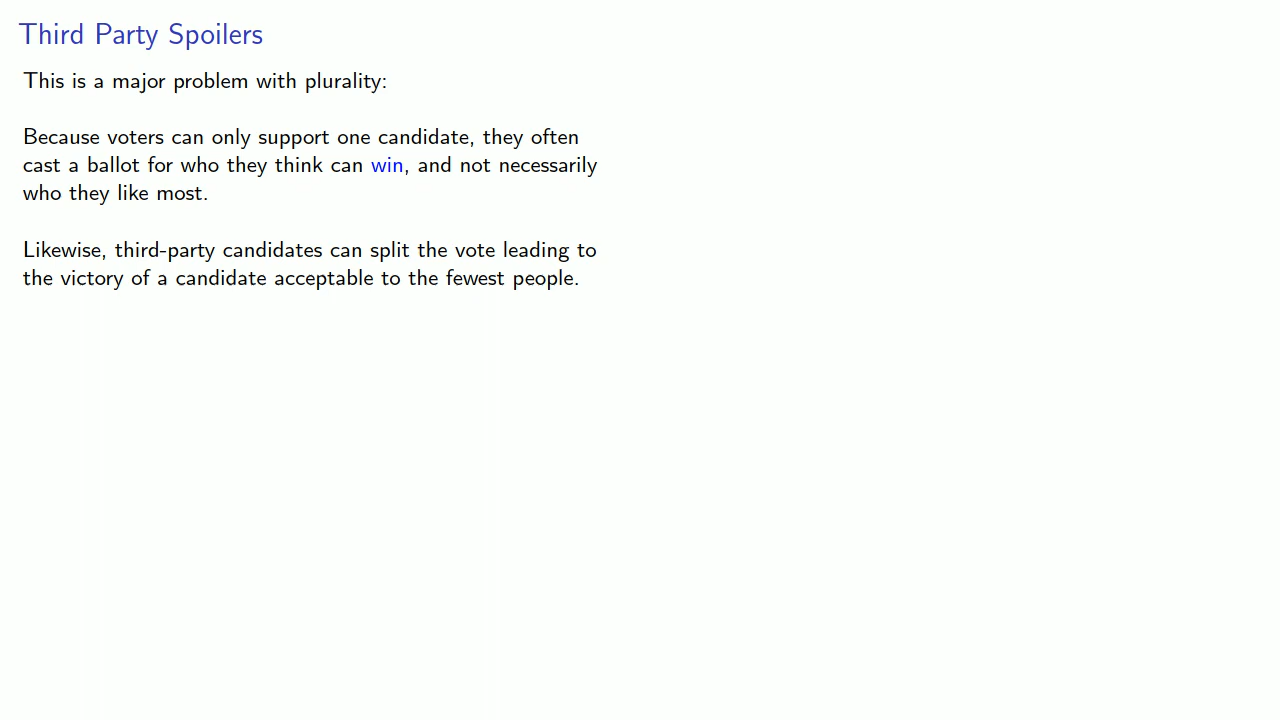 Third Party Spoilers
This is a major problem with plurality:
Because voters can only support one candidate, they often
cast a ballot for who they think can win, and not necessarily
who they like most.
Likewise, third-party candidates can split the vote leading to
the victory of a candidate acceptable to the fewest people.